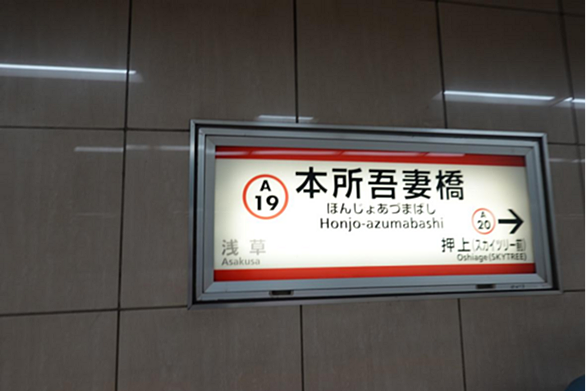 A
19
本所吾妻橋
ほんじょあづまばし
Honjo-azumabashi
浅草
Asakusa
A
20
押上(スカイツリー前)
Oshiage(SKYTREE)